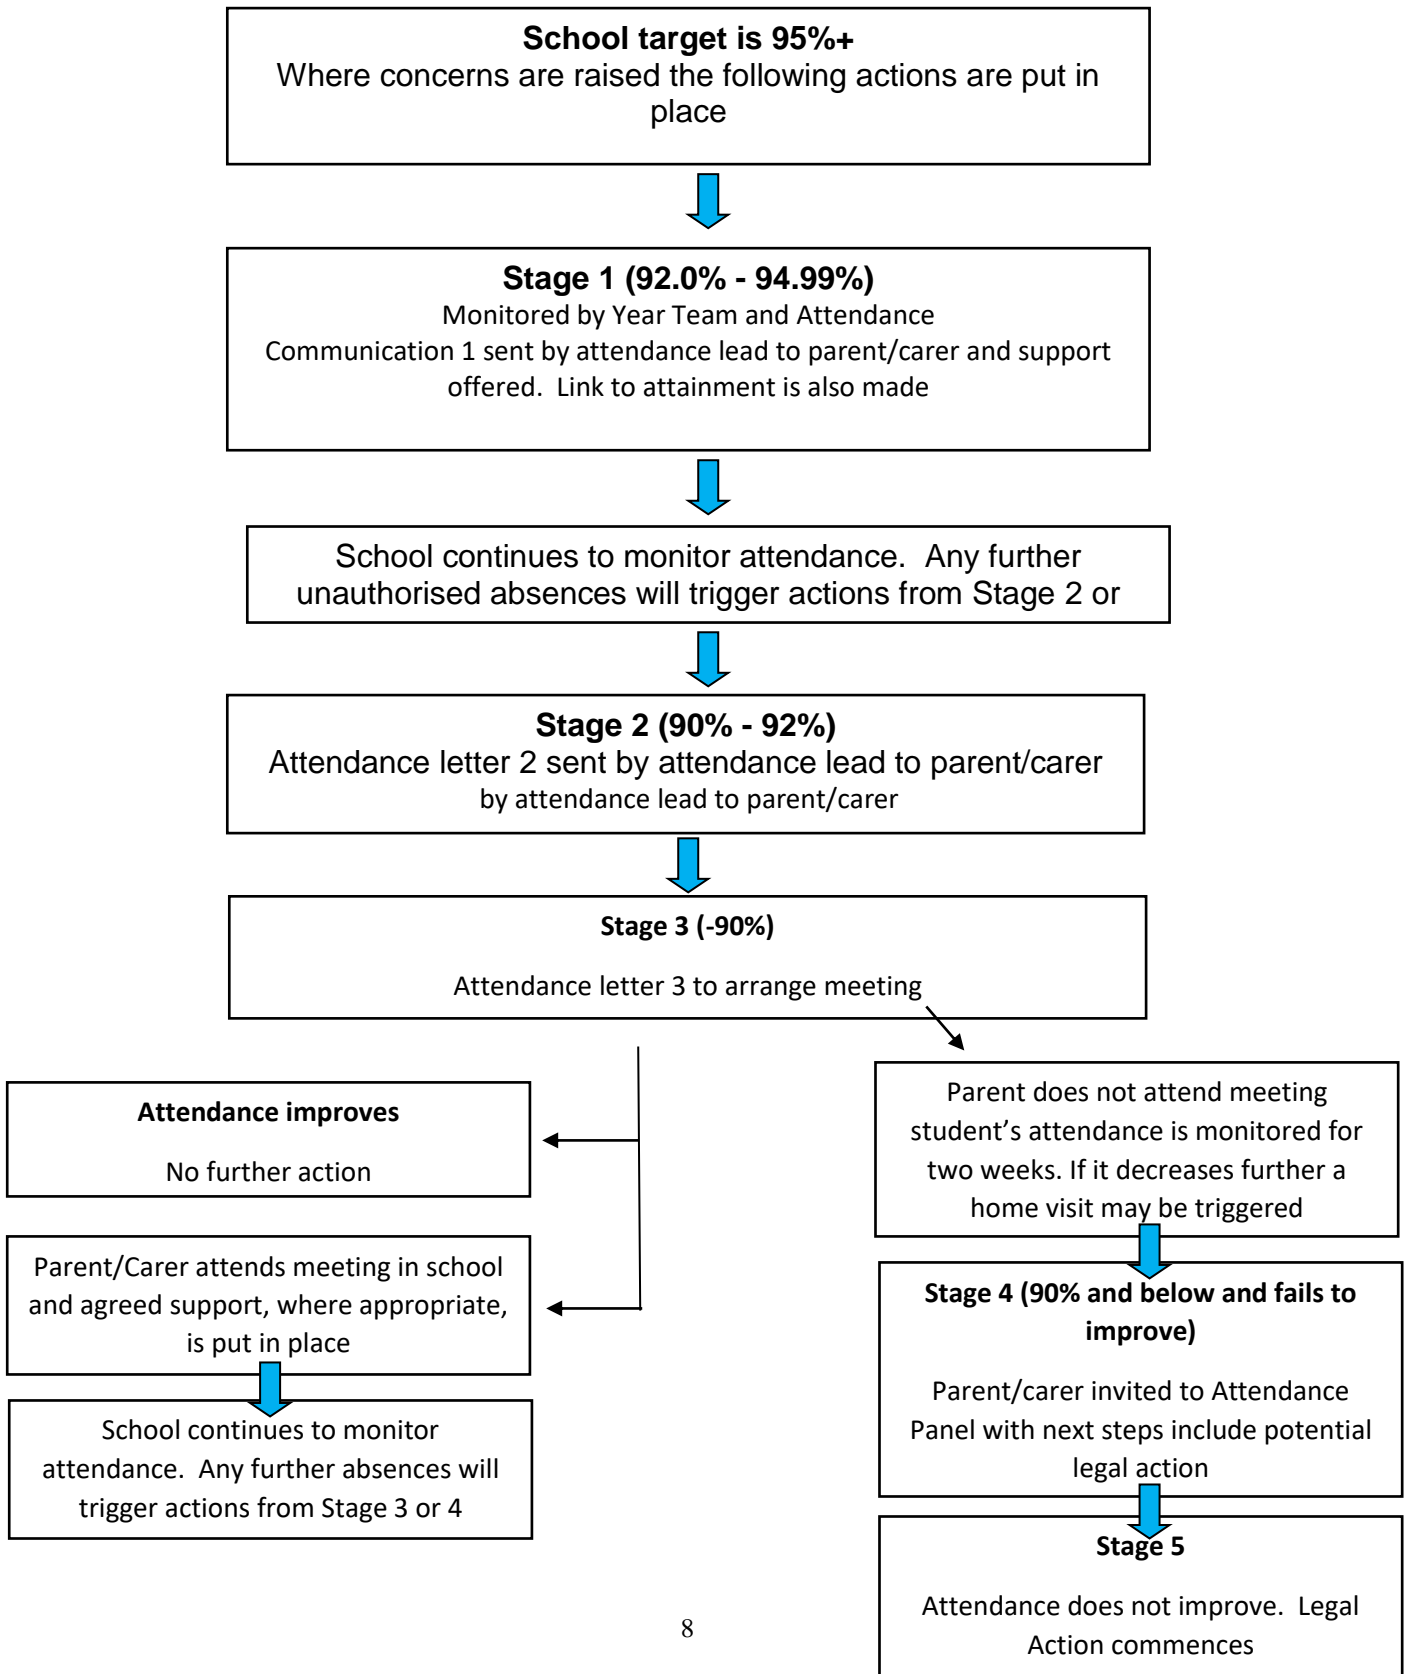 School target is 95%+
Where concerns are raised the following actions are put in
place
Stage 1 (92.0% - 94.99%)
Monitored by Year Team and Attendance
Communication 1 sent by attendance lead to parent/carer and support
offered.  Link to attainment is also made
School continues to monitor attendance.  Any further
unauthorised absences will trigger actions from Stage 2 or
Stage 2 (90% - 92%)
Attendance letter 2 sent by attendance lead to parent/carer
by attendance lead to parent/carer
Stage 3 (-90%)
Attendance letter 3 to arrange meeting
Attendance improves
No further action
Parent/Carer attends meeting in school
and agreed support, where appropriate,
is put in place
School continues to monitor
attendance.  Any further absences will
trigger actions from Stage 3 or 4
Parent does not attend meeting
student’s attendance is monitored for
two weeks. If it decreases further a
home visit may be triggered
Stage 4 (90% and below and fails to
improve)
Parent/carer invited to Attendance
Panel with next steps include potential
legal action
Stage 5
Attendance does not improve.  Legal
Action commences
8